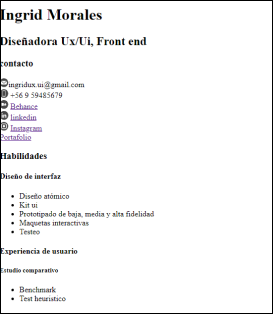 Ingrid Morales
Diseñadora Ux/Ui, Front end
contacto
ingridux.ui@gmail.com
+56 9 59485679
Behance
linkedin
Instagram
Portafolio
Habilidades
Diseño de interfaz
Diseño atómico
Kit ui
Prototipado de baja, media y alta fidelidad
Maquetas interactivas
Testeo
Experiencia de usuario
Estudio comparativo
Benchmark
Test heurístico